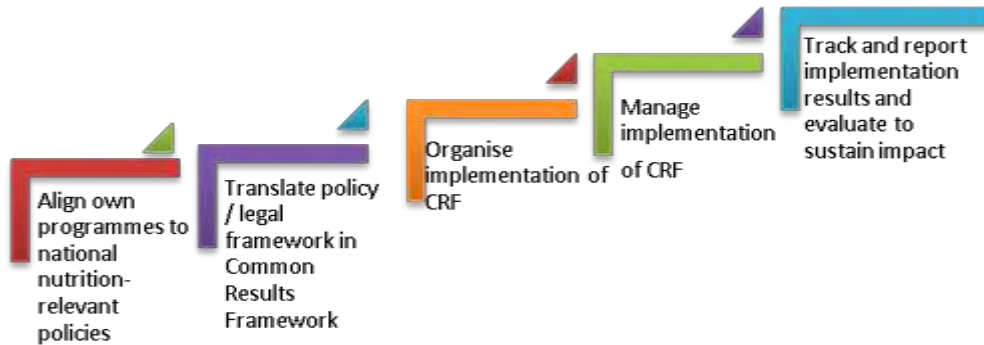 Align own
programmes to
national
nutrition-
relevant
policies
Translate policy
/ legal
framework in
Common
Results
Framework
Organise
implementation of
CRF
Manage
implementation
of CRF
Track and report
implementation
results and
evaluate to
sustain impact